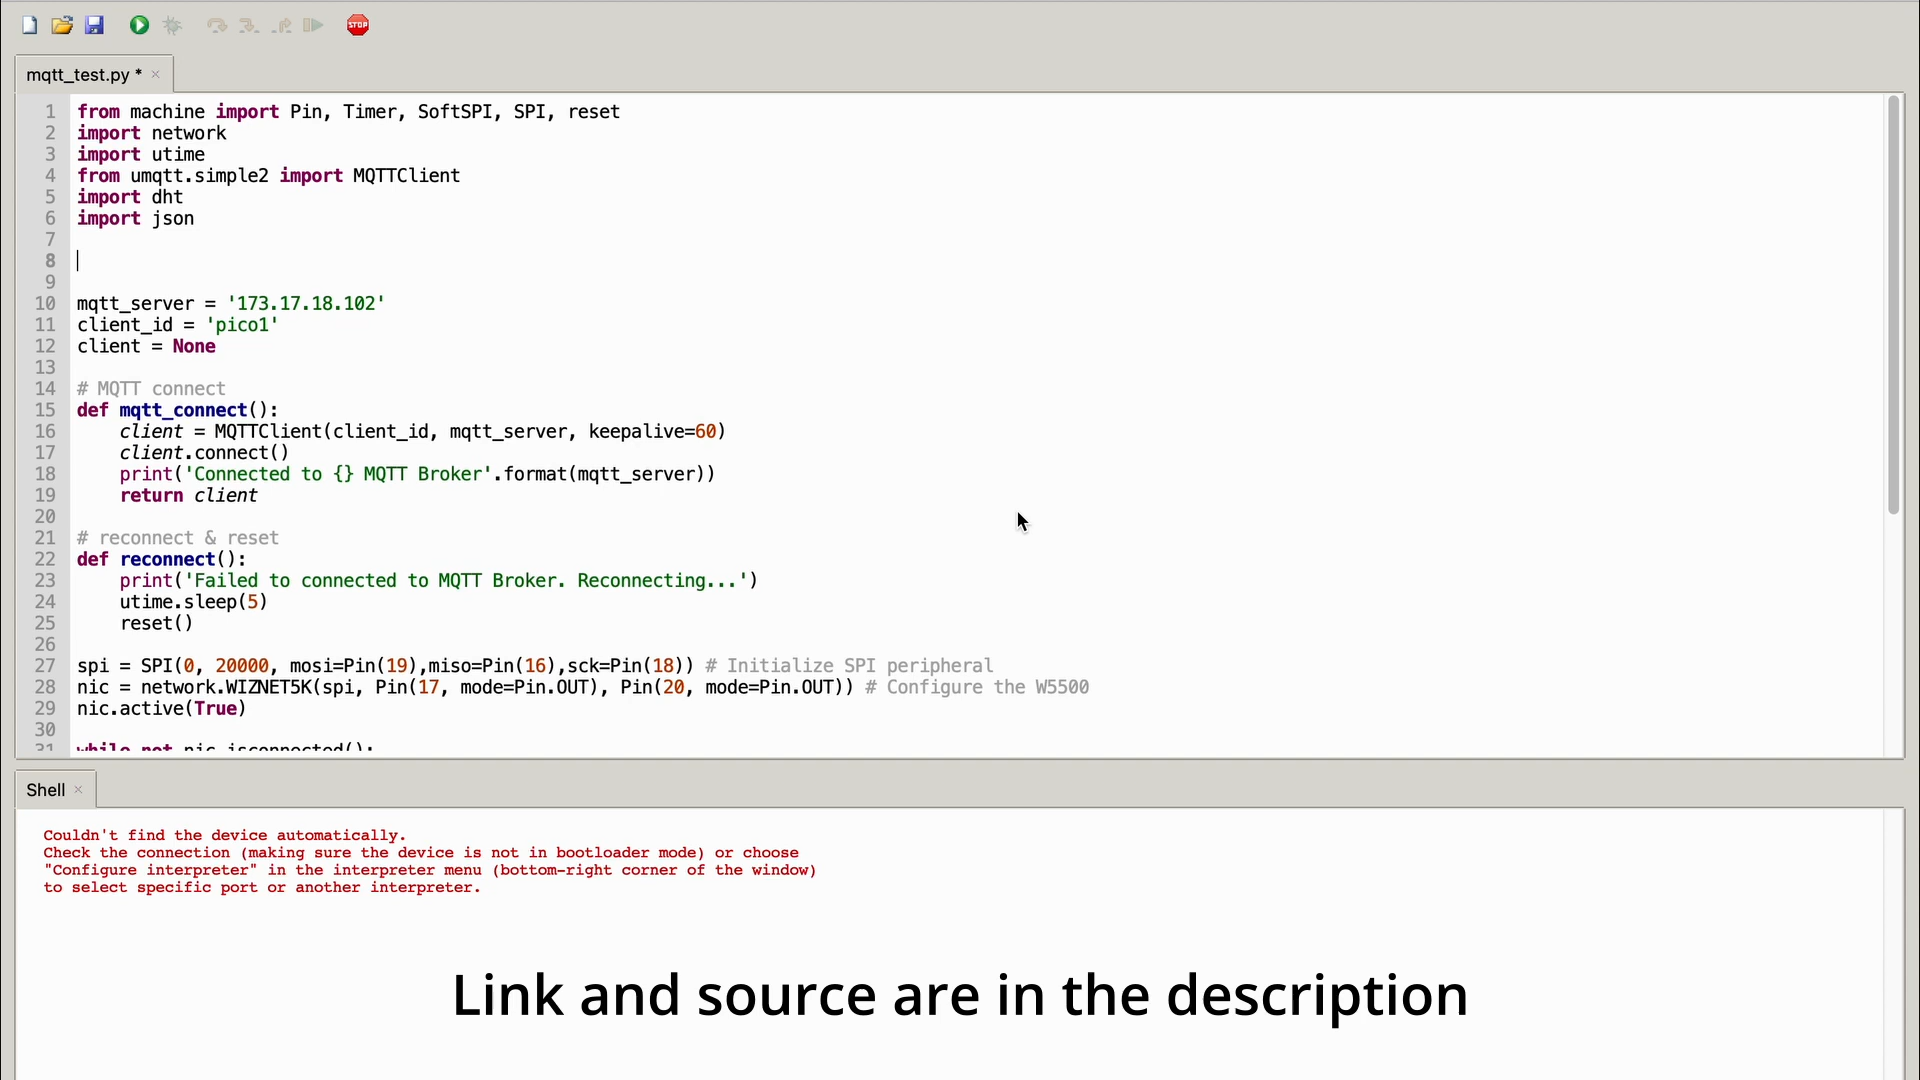 STOP
mqtt_test.py * ×
1 from machine import Pin, Timer, SoftSPI, SPI, reset
2 import network
3 import utime
4 from umqtt.simple2 import MQTTClient
5 import dht
6 import json
7
8
9
10 mqtt_server = '173.17.18.102'
11 client_id = 'pico1'
12 client = None
13
14 # MQTT connect
15 def mqtt_connect():
16     client = MQTTClient(client_id, mqtt_server, keepalive=60)
17     client.connect()
18     print('Connected to {} MQTT Broker'.format(mqtt_server))
19     return client
20
21 # reconnect & reset
22 def reconnect():
23     print('Failed to connected to MQTT Broker. Reconnecting...')
24     utime.sleep(5)
25     reset()
26
27 spi = SPI(0, 20000, mosi=Pin(19),miso=Pin(16),sck=Pin(18)) # Initialize SPI peripheral
28 nic = network.WIZNET5K(spi, Pin(17, mode=Pin.OUT), Pin(20, mode=Pin.OUT)) # Configure the W5500
29 nic.active(True)
30
31 while not nic.isconnected():
Shell ×
Couldn't find the device automatically.
Check the connection (making sure the device is not in bootloader mode) or choose
"Configure interpreter" in the interpreter menu (bottom-right corner of the window)
to select specific port or another interpreter.
Link and source are in the description